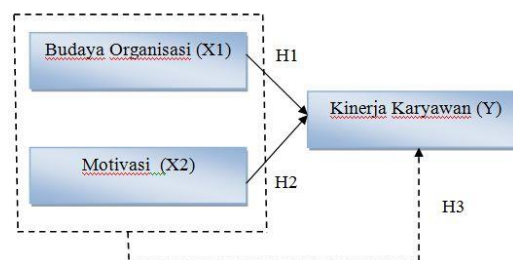 Budaya Organisasi (X1)
H1
Kinerja Karyawan (Y)
Motivasi (X2)
H2
H3